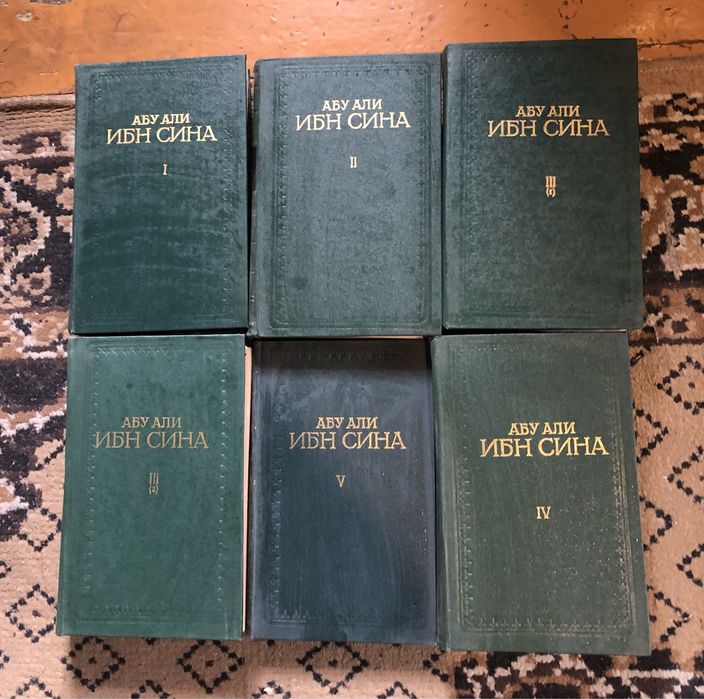 АБУ АЛИ
ИБН СИНА
I
АБУ АЛИ
ИБН СИНА
II
АБУ АЛИ
ИБН СИНА
III
(1)
АБУ АЛИ
ИБН СИНА
III
(2)
АБУ АЛИ
ИБН СИНА
V
АБУ АЛИ
ИБН СИНА
IV